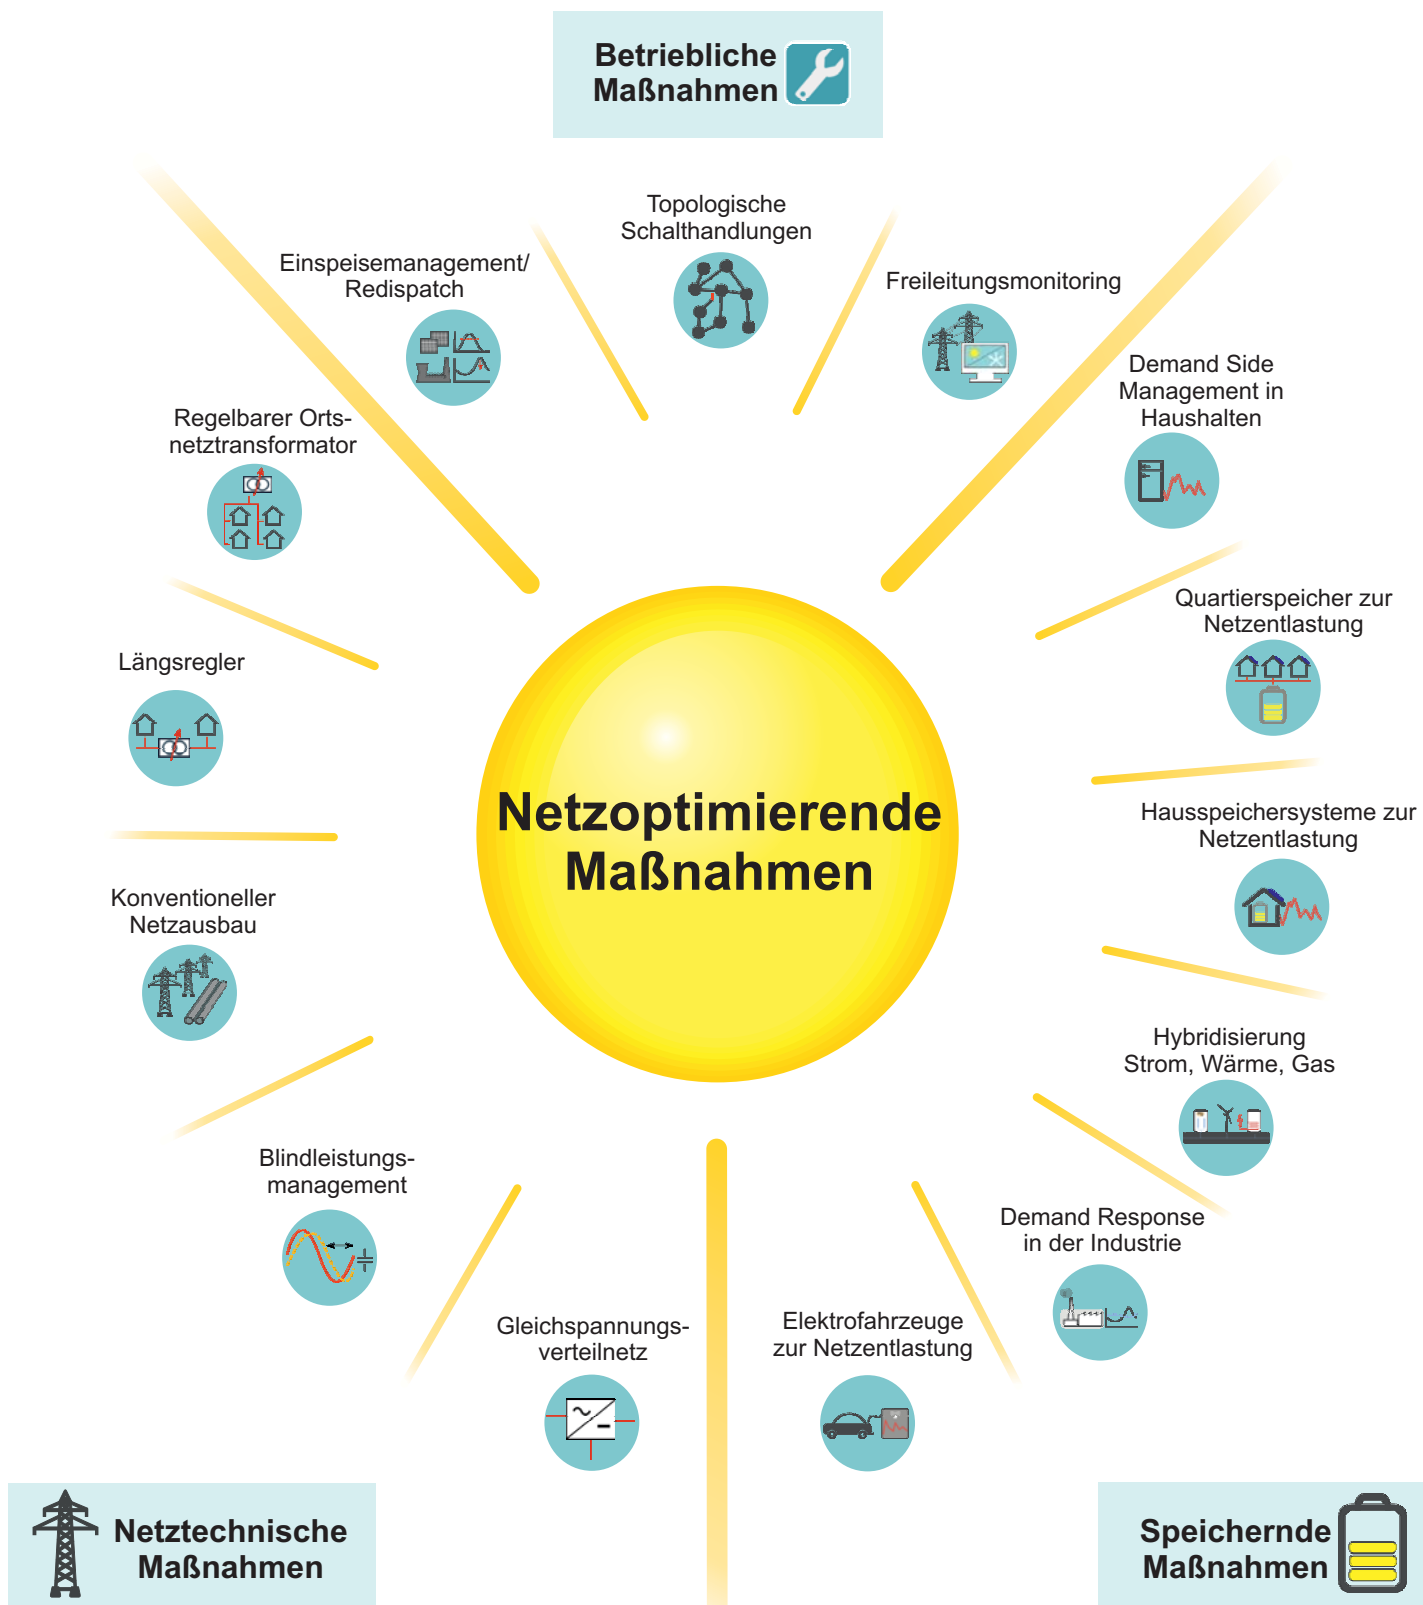 Betriebliche
Maßnahmen
Topologische
Schalthandlungen
Einspeisemanagement/
Redispatch
Freileitungsmonitoring
Demand Side
Management in
Haushalten
Regelbarer Orts-
netztransformator
Quartierspeicher zur
Netzentlastung
Längsregler
Netzoptimierende
Maßnahmen
Hausspeichersysteme zur
Netzentlastung
Konventioneller
Netzausbau
Hybridisierung
Strom, Wärme, Gas
Blindleistungs-
management
Demand Response
in der Industrie
Gleichspannungs-
verteilnetz
Elektrofahrzeuge
zur Netzentlastung
Netztechnische
Maßnahmen
Speichernde
Maßnahmen